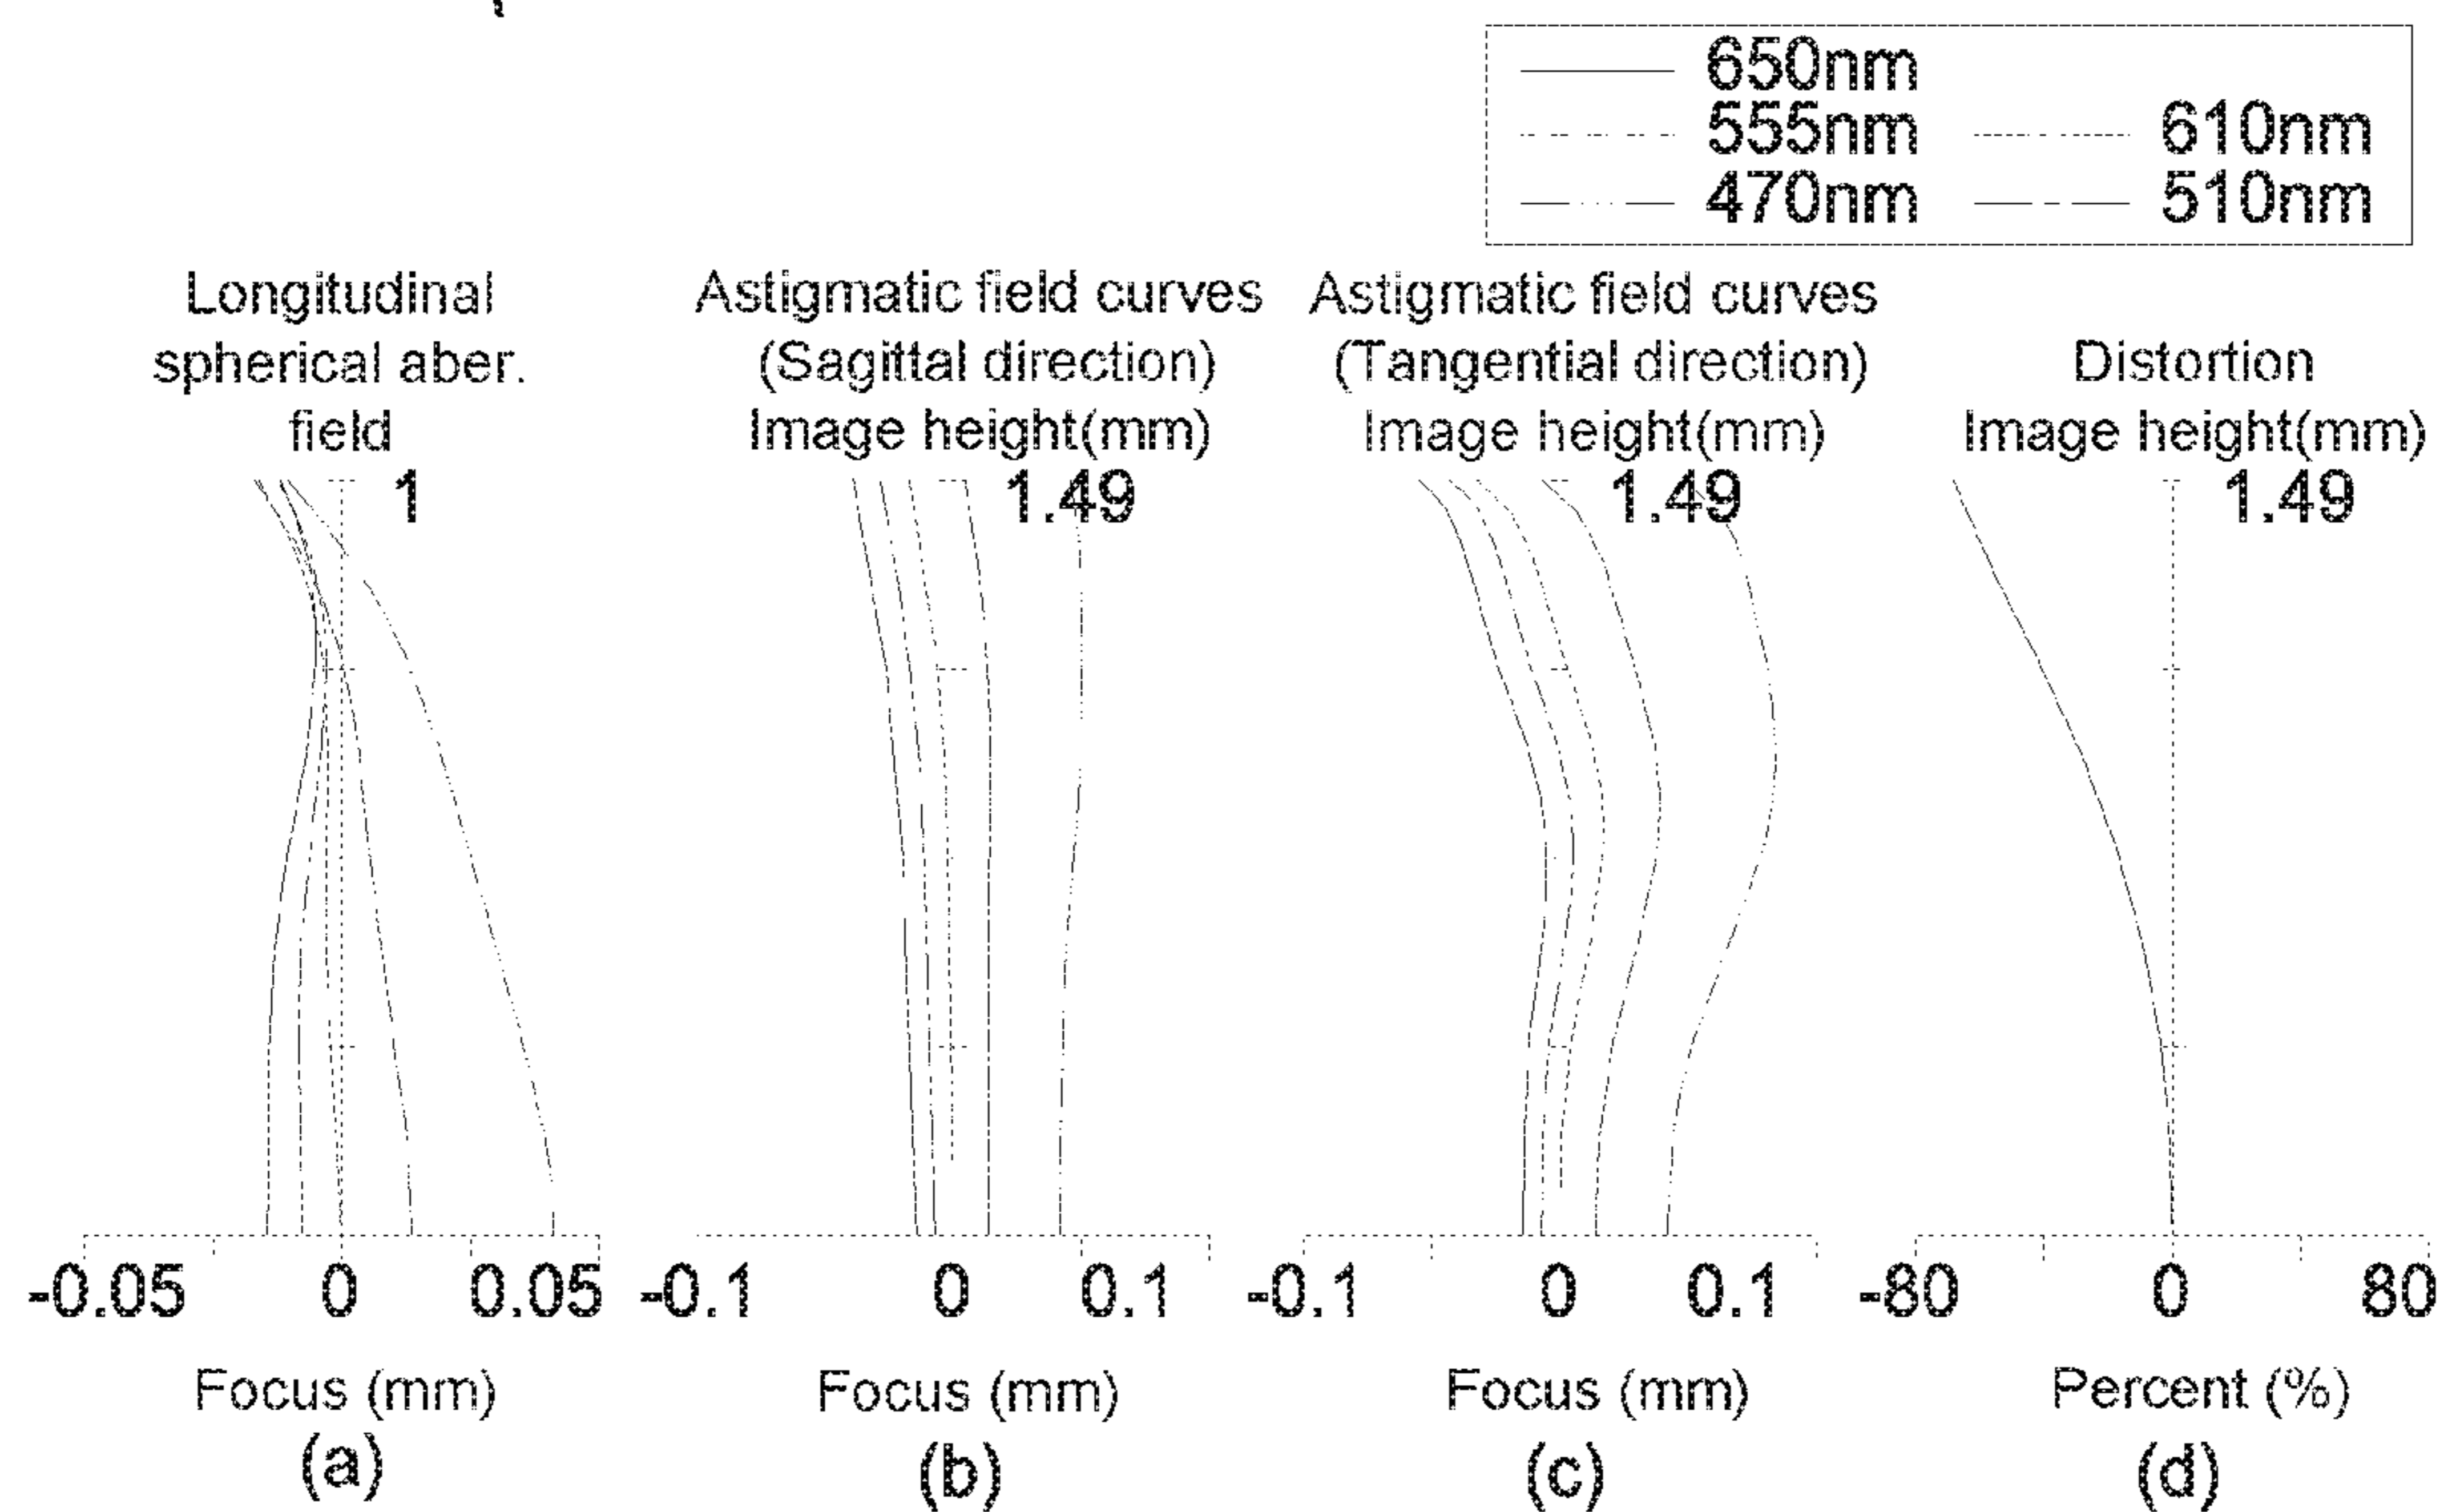 650nm
555nm 610nm
470nm 510nm
Longitudinal
spherical aber.
field
1
Astigmatic field curves
(Sagittal direction)
Image height(mm)
1.49
Astigmatic field curves
(Tangential direction)
Image height(mm)
1.49
Distortion
Image height(mm)
1.49
-0.05 0 0.05
-0.1 0 0.1
-0.1 0 0.1
-80 0 80
Focus (mm)
Focus (mm)
Focus (mm)
Percent (%)
(a)
(b)
(c)
(d)